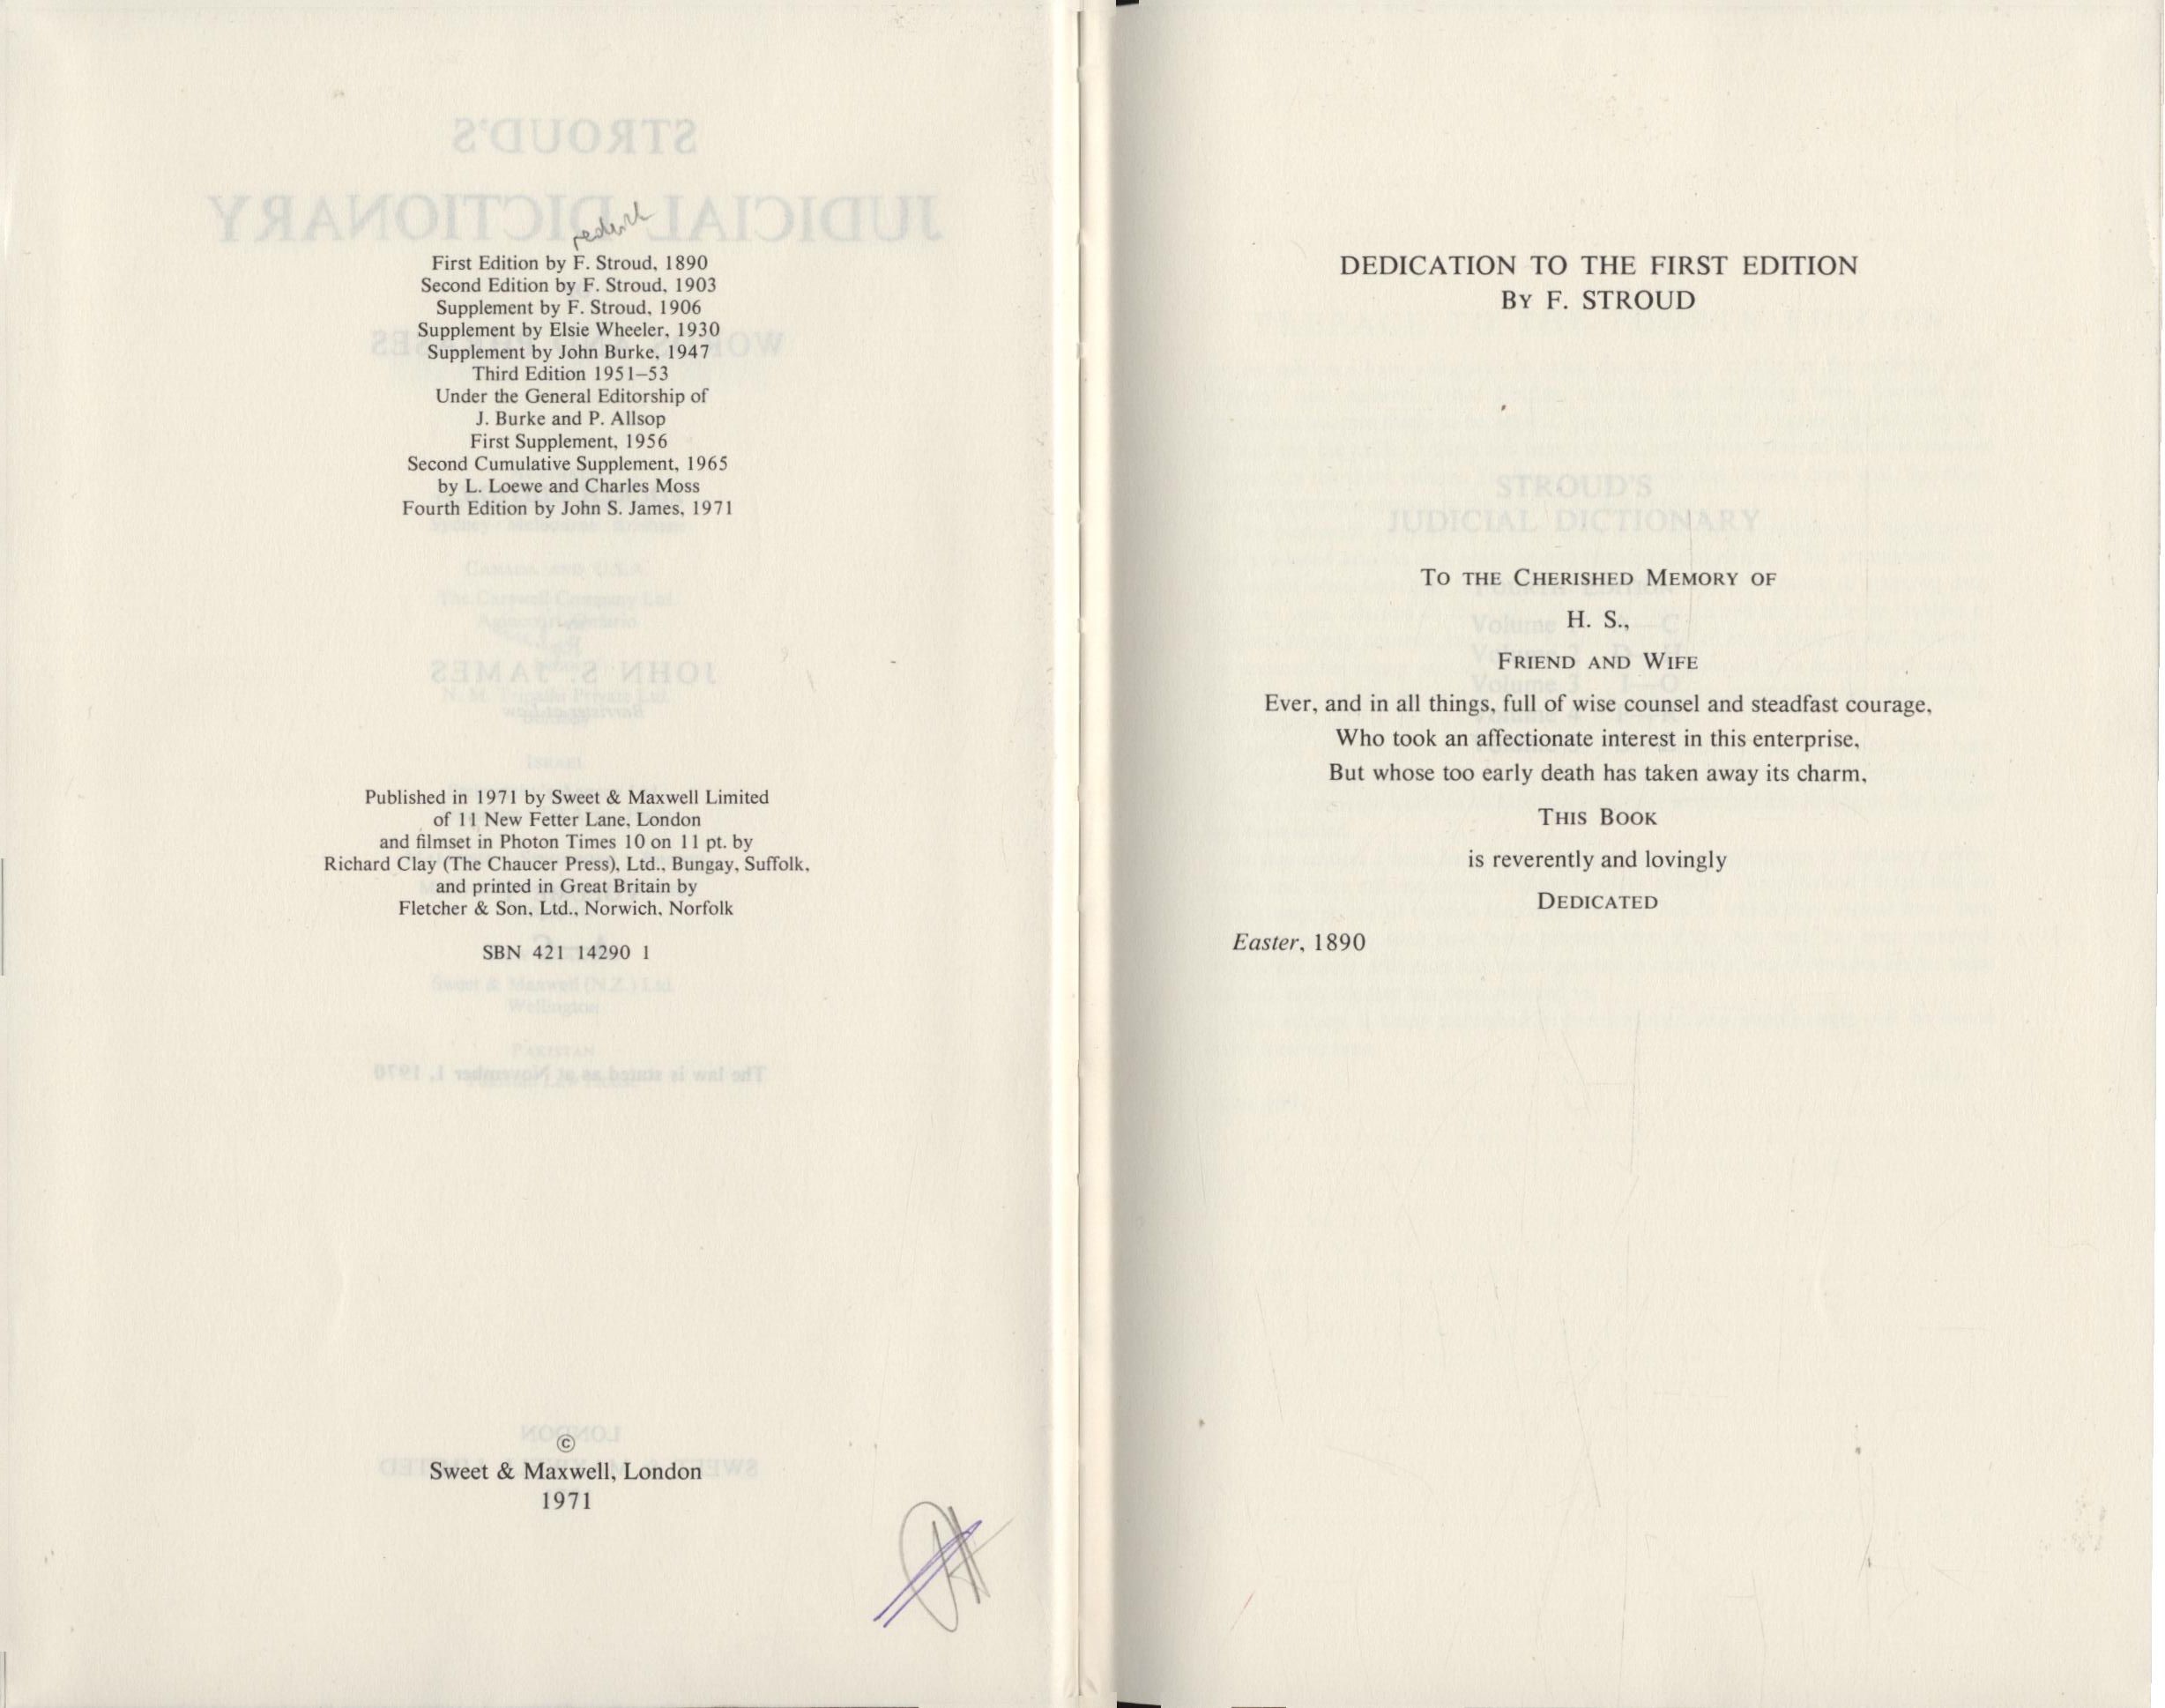 rederick
First Edition by F. Stroud, 1890
Second Edition by F. Stroud, 1903
Supplement by F. Stroud, 1906
Supplement by Elsie Wheeler, 1930
Supplement by John Burke, 1947
Third Edition 1951–53
Under the General Editorship of
J. Burke and P. Allsop
First Supplement, 1956
Second Cumulative Supplement, 1965
by L. Loewe and Charles Moss
Fourth Edition by John S. James, 1971
Published in 1971 by Sweet & Maxwell Limited
of 11 New Fetter Lane, London
and filmset in Photon Times 10 on 11 pt. by
Richard Clay (The Chaucer Press), Ltd., Bungay, Suffolk,
and printed in Great Britain by
Fletcher & Son, Ltd., Norwich, Norfolk
SBN 421 14290 1
©
Sweet & Maxwell, London
1971
DEDICATION TO THE FIRST EDITION
BY F. STROUD
STROUD'S
JUDICIAL DICTIONARY
TO THE CHERISHED MEMORY OF
H. S.,
FRIEND AND WIFE
Ever, and in all things, full of wise counsel and steadfast courage,
Who took an affectionate interest in this enterprise,
But whose too early death has taken away its charm,
THIS BOOK
is reverently and lovingly
DEDICATED
Easter, 1890